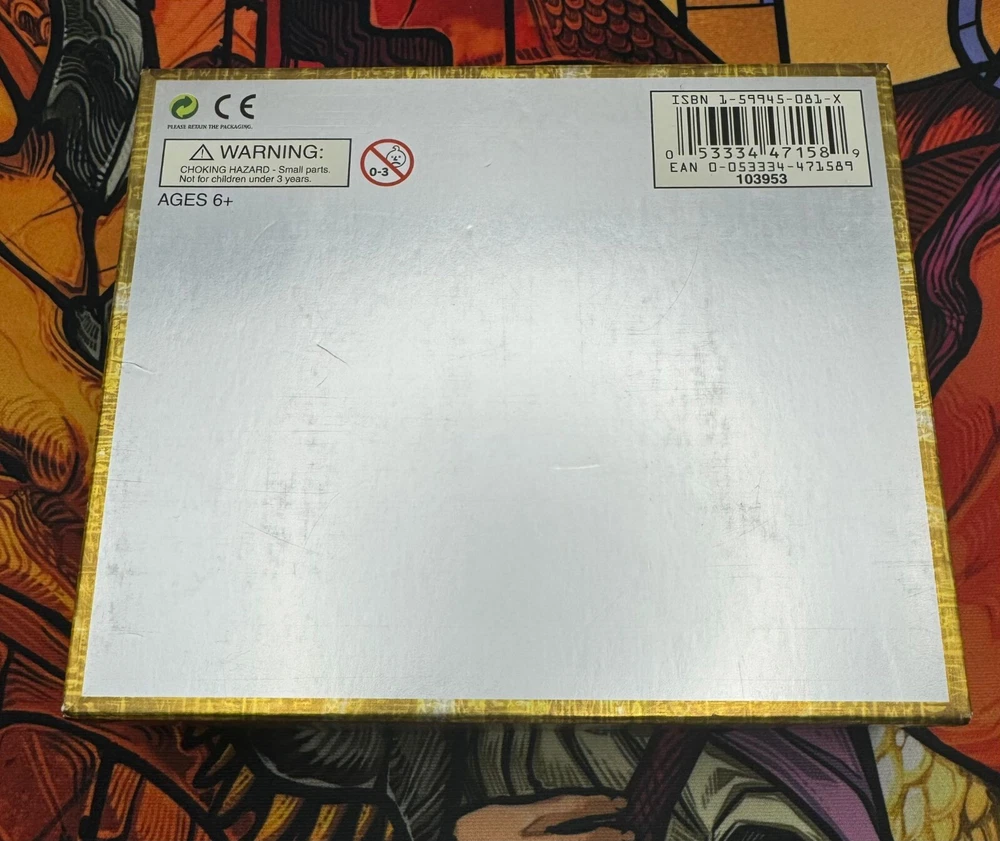 CE
PLEASE RETAIN THE PACKAGING.
WARNING:
CHOKING HAZARD - Small parts.
Not for children under 3 years.
0-3
AGES 6+
ISBN 1-59945-081-X
0 53334 47158 9
EAN 0-053334-471589
103953